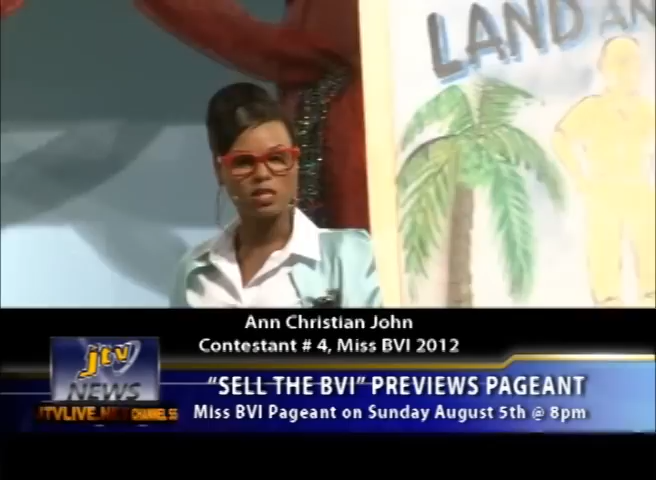 LAND AN
Ann Christian John
Contestant # 4, Miss BVI 2012
jtv
NEWS
JTVLIVE.NET CHANNEL 55
"SELL THE BVI" PREVIEWS PAGEANT
Miss BVI Pageant on Sunday August 5th @ 8pm